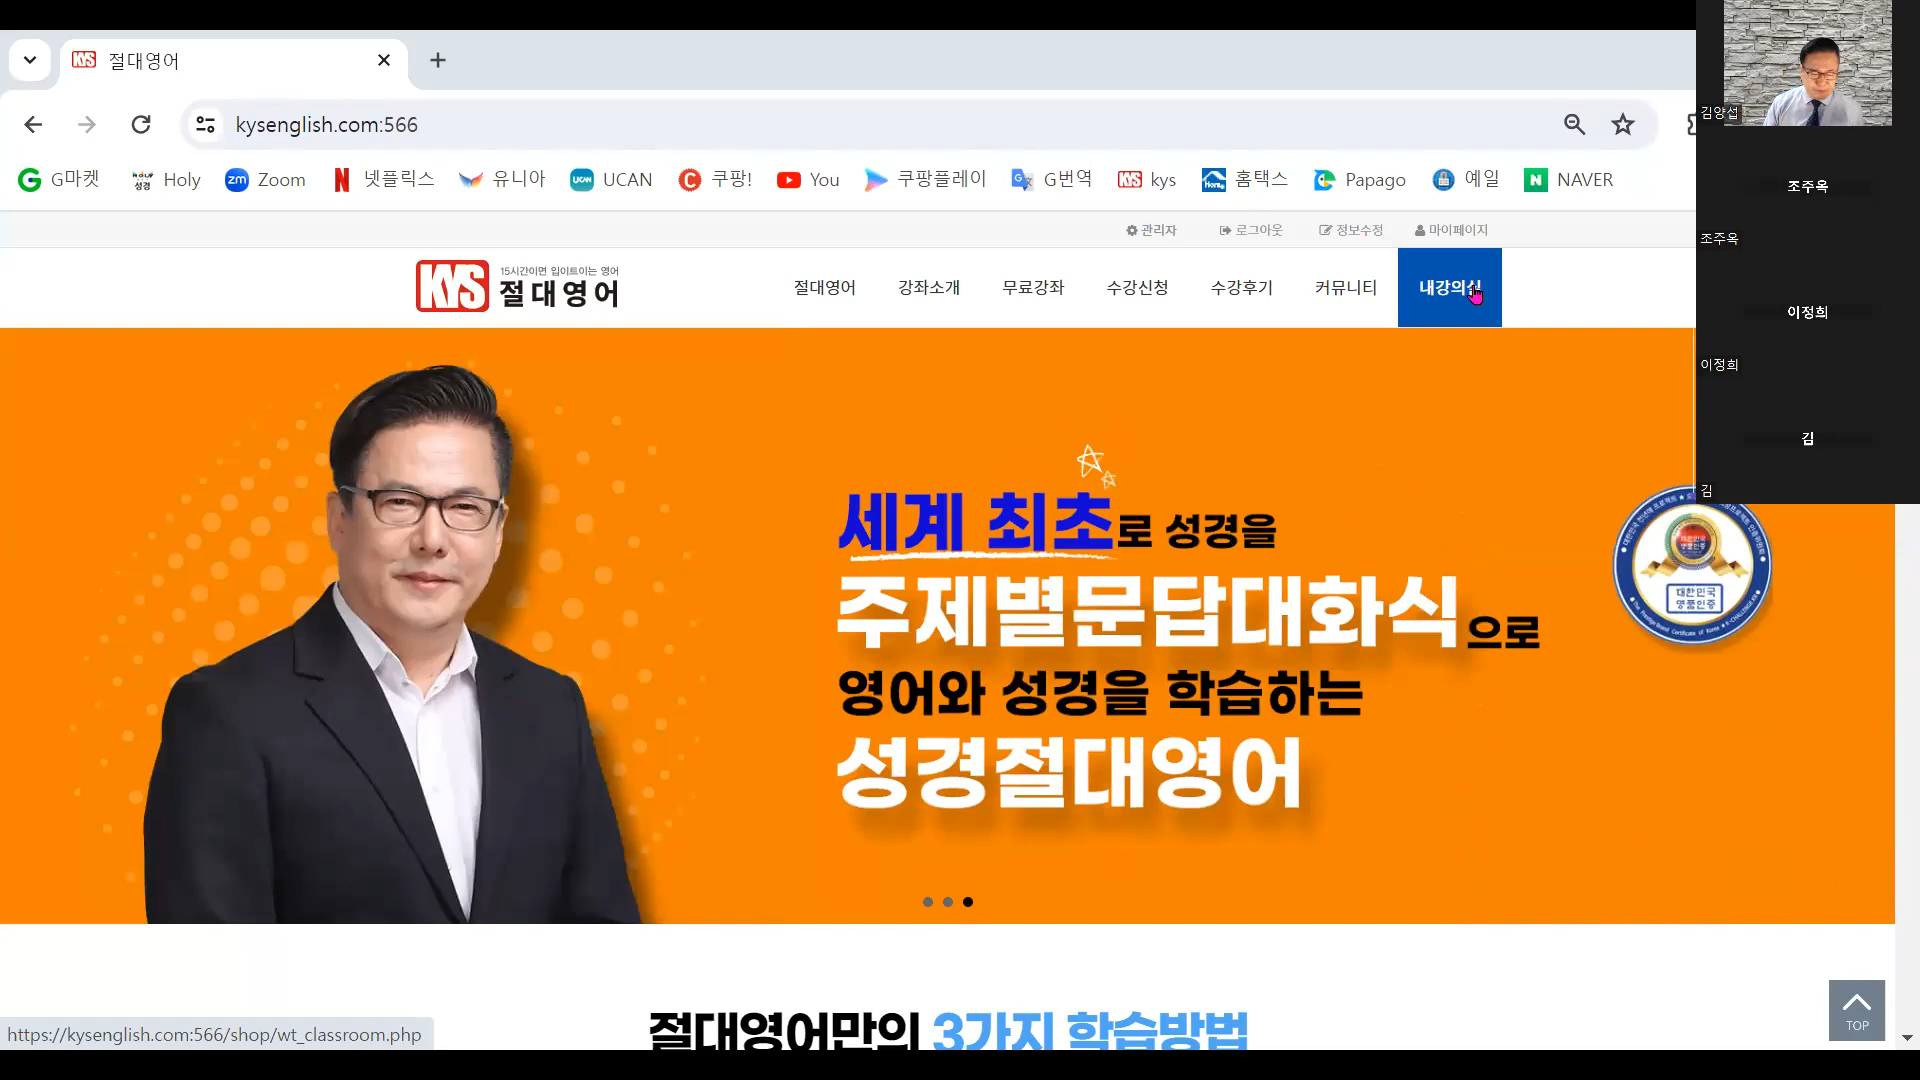 절대영어
kysenglish.com:566
G마켓 Holy Zoom 넷플릭스 유니아 UCAN 쿠팡! You 쿠팡플레이 G번역 kys 홈택스 Papago 예일 NAVER
관리자 로그아웃 정보수정 마이페이지
KYS
15시간이면 입이트이는 영어
절대영어
절대영어 강좌소개 무료강좌 수강신청 수강후기 커뮤니티 내강의실
김양섭
조주옥
조주옥
이정희
이정희
김
김
세계 최초로 성경을
주제별문답대화식으로
영어와 성경을 학습하는
성경절대영어
대한민국
명품인증
대한민국
명품인증
절대영어만의 3가지 학습방법
TOP
https://kysenglish.com:566/shop/wt_classroom.php